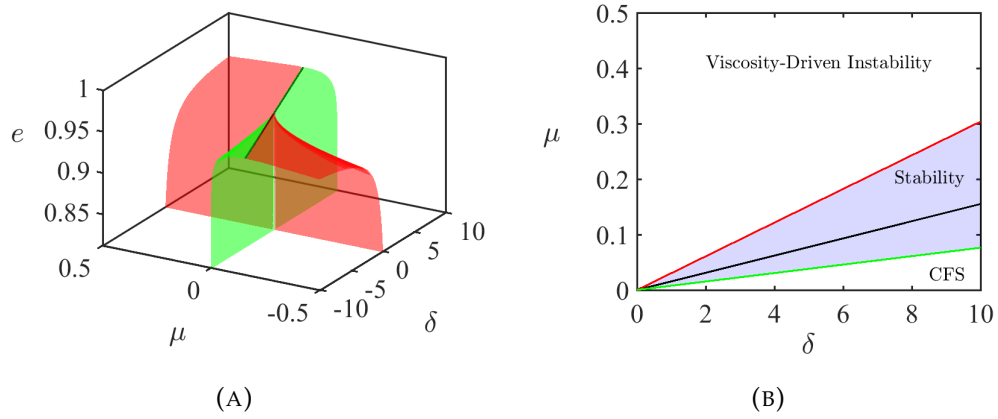 1
0.95
0.9
0.85
e
0.5
0
-0.5
μ
-10
-5
0
5
10
δ
(A)
0.5
0.4
0.3
0.2
0.1
0
μ
Viscosity-Driven Instability
Stability
CFS
0 2 4 6 8 10
δ
(B)